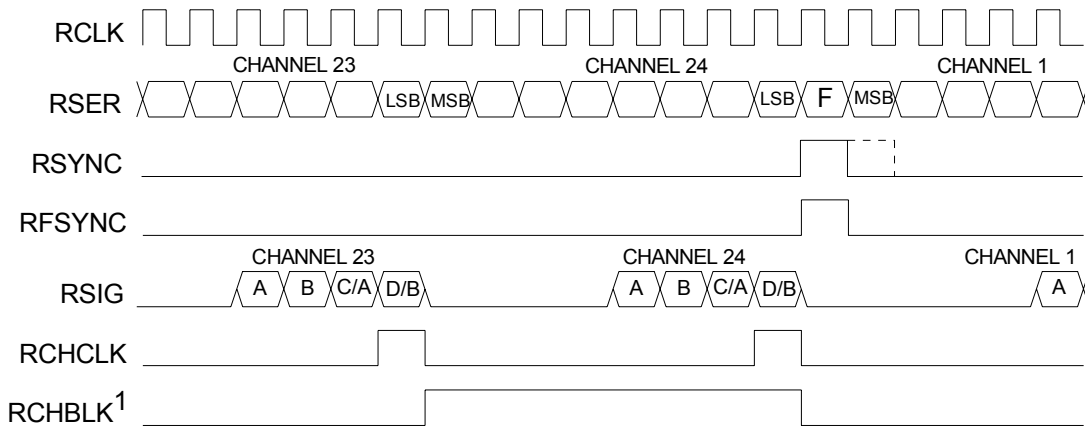 RCLK
CHANNEL 23 CHANNEL 24 CHANNEL 1
RSER LSB MSB LSB F MSB
RSYNC
RFSYNC
CHANNEL 23 CHANNEL 24 CHANNEL 1
RSIG A B C/A D/B A B C/A D/B A
RCHCLK
RCHBLK1